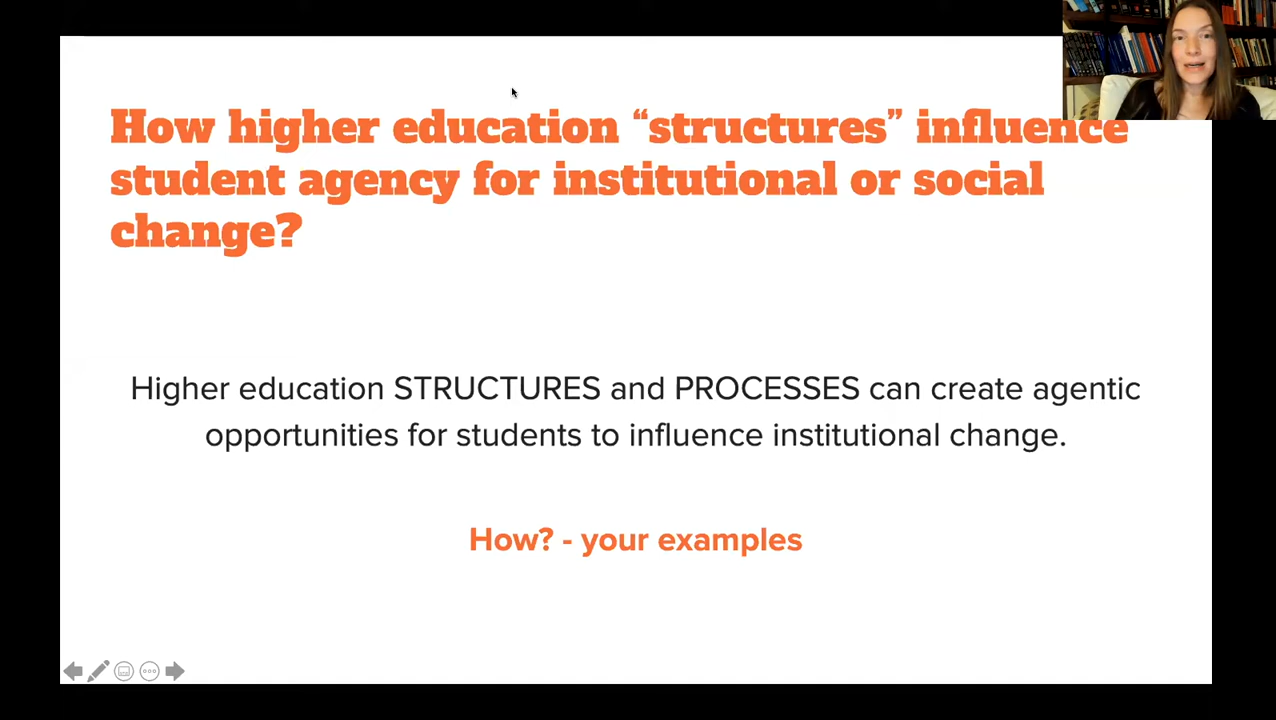 How higher education “structures” influence
student agency for institutional or social
change?
Higher education STRUCTURES and PROCESSES can create agentic
opportunities for students to influence institutional change.
How? - your examples